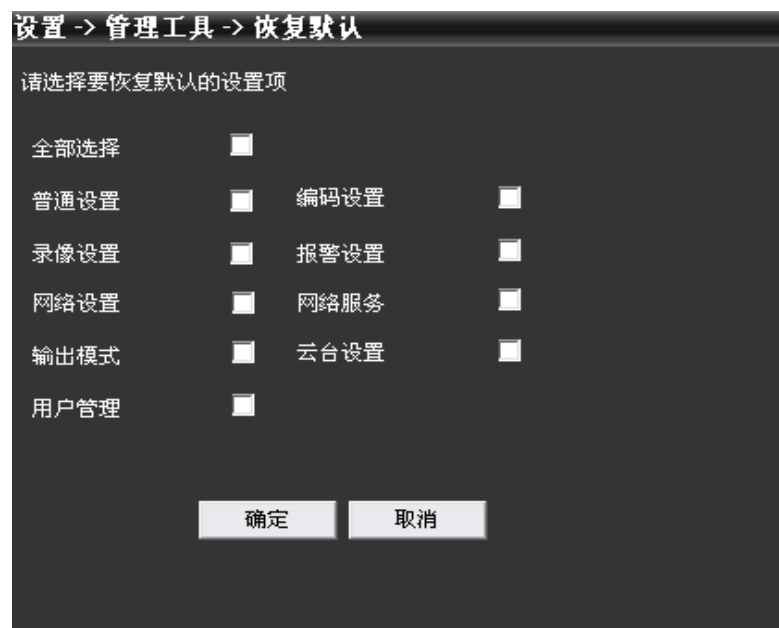 设置 -> 管理工具 -> 恢复默认
请选择要恢复默认的设置项
全部选择
普通设置 编码设置
录像设置 报警设置
网络设置 网络服务
输出模式 云台设置
用户管理
确定 取消